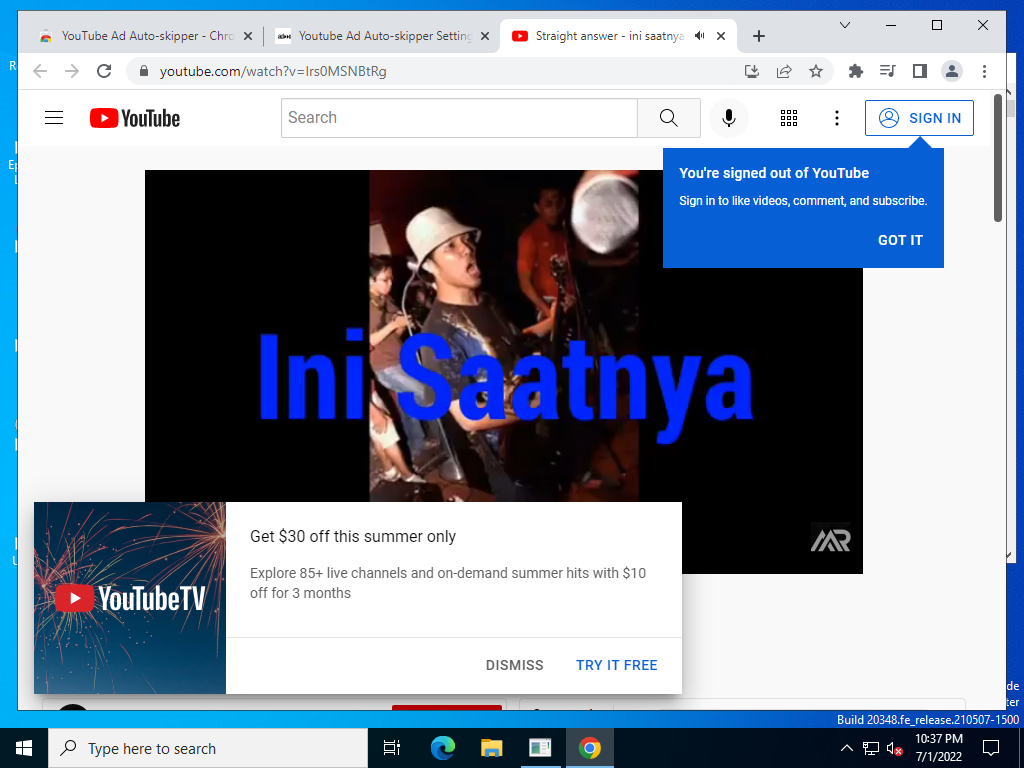 YouTube Ad Auto-skipper - Chro
Youtube Ad Auto-skipper Setting
Straight answer - ini saatnya
youtube.com/watch?v=Irs0MSNBtRg
YouTube
Search
SIGN IN
You're signed out of YouTube
Sign in to like videos, comment, and subscribe.
GOT IT
Ini Saatnya
MR
YouTubeTV
Get $30 off this summer only
Explore 85+ live channels and on-demand summer hits with $10
off for 3 months
DISMISS
TRY IT FREE
Build 20348.fe_release.210507-1500
Type here to search
10:37 PM
7/1/2022